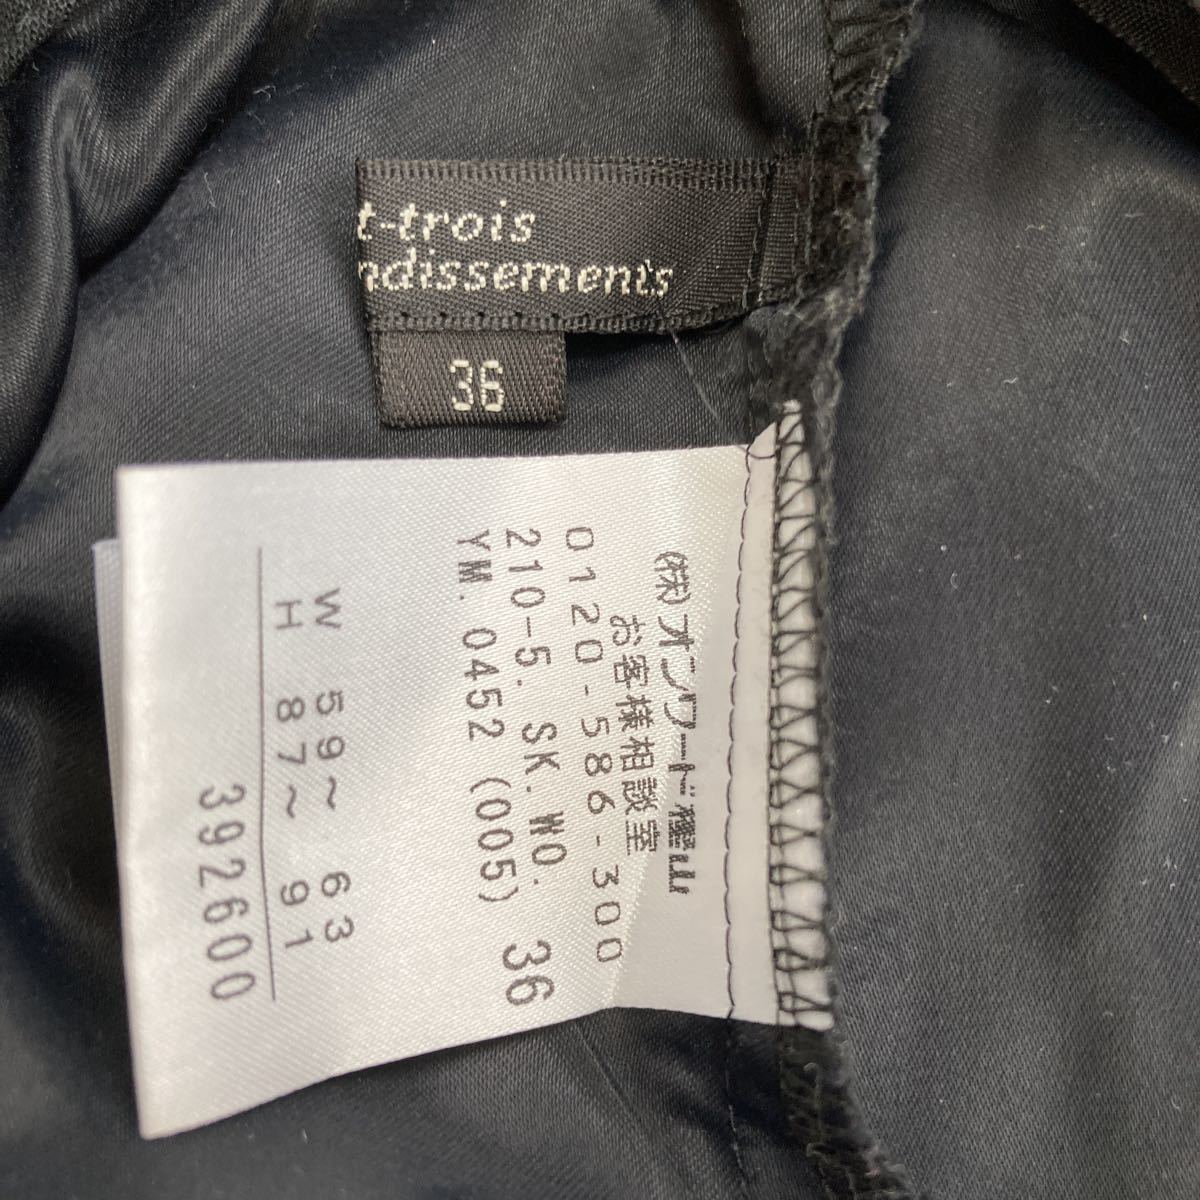 t-trois
ndissements
36
(株)オンワード樫山
お客様相談室
0120-586-300
210-5. SK. WO.
YM. 0452 (005) 36
W 59~ 63
H 87~ 91
392600